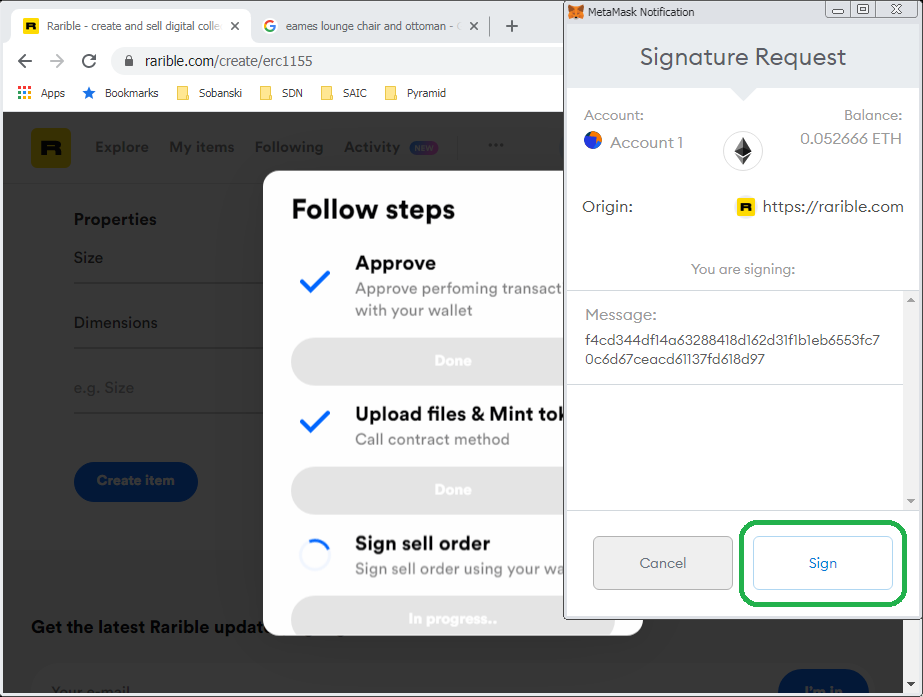 Rarible - create and sell digital colle
eames lounge chair and ottoman -
rarible.com/create/erc1155
Apps
Bookmarks
Sobanski
SDN
SAIC
Pyramid
R
Explore
My items
Following
Activity
NEW
Properties
Size
Dimensions
e.g. Size
Create item
Get the latest Rarible updat
Your e-mail
I'm in
Follow steps
Approve
Approve perfoming transact
with your wallet
Done
Upload files & Mint tok
Call contract method
Done
Sign sell order
Sign sell order using your wa
In progress..
MetaMask Notification
Signature Request
Account:
Balance:
Account 1
0.052666 ETH
Origin:
R
https://rarible.com
You are signing:
Message:
f4cd344df14a63288418d162d31f1b1eb6553fc7
0c6d67ceacd61137fd618d97
Cancel
Sign